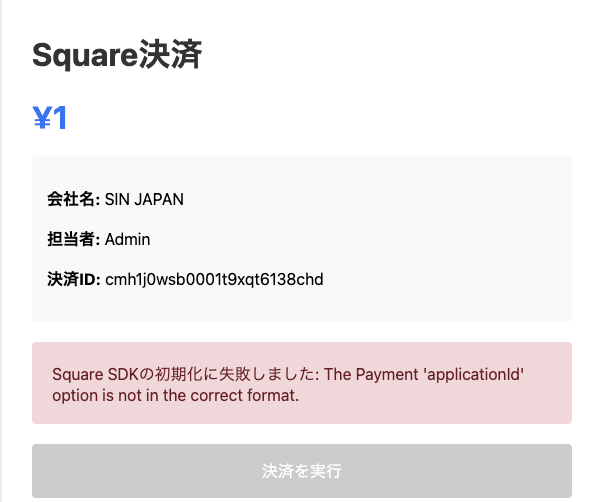 Square決済
¥1
会社名: SIN JAPAN
担当者: Admin
決済ID: cmh1j0wsb0001t9xqt6138chd
Square SDKの初期化に失敗しました: The Payment 'applicationId'
option is not in the correct format.
決済を実行